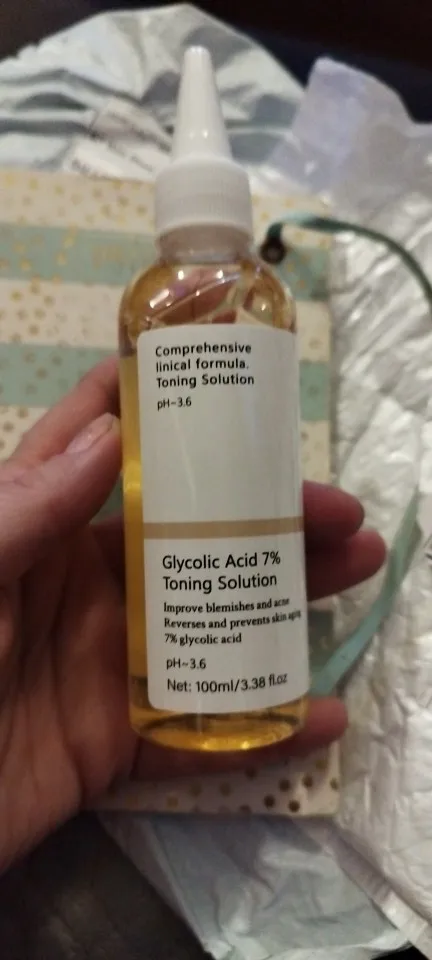 Comprehensive
linical formula.
Toning Solution
pH~3.6
Glycolic Acid 7%
Toning Solution
Improve blemishes and acne
Reverses and prevents skin aging
7% glycolic acid
pH~3.6
Net: 100ml/3.38 fl.oz